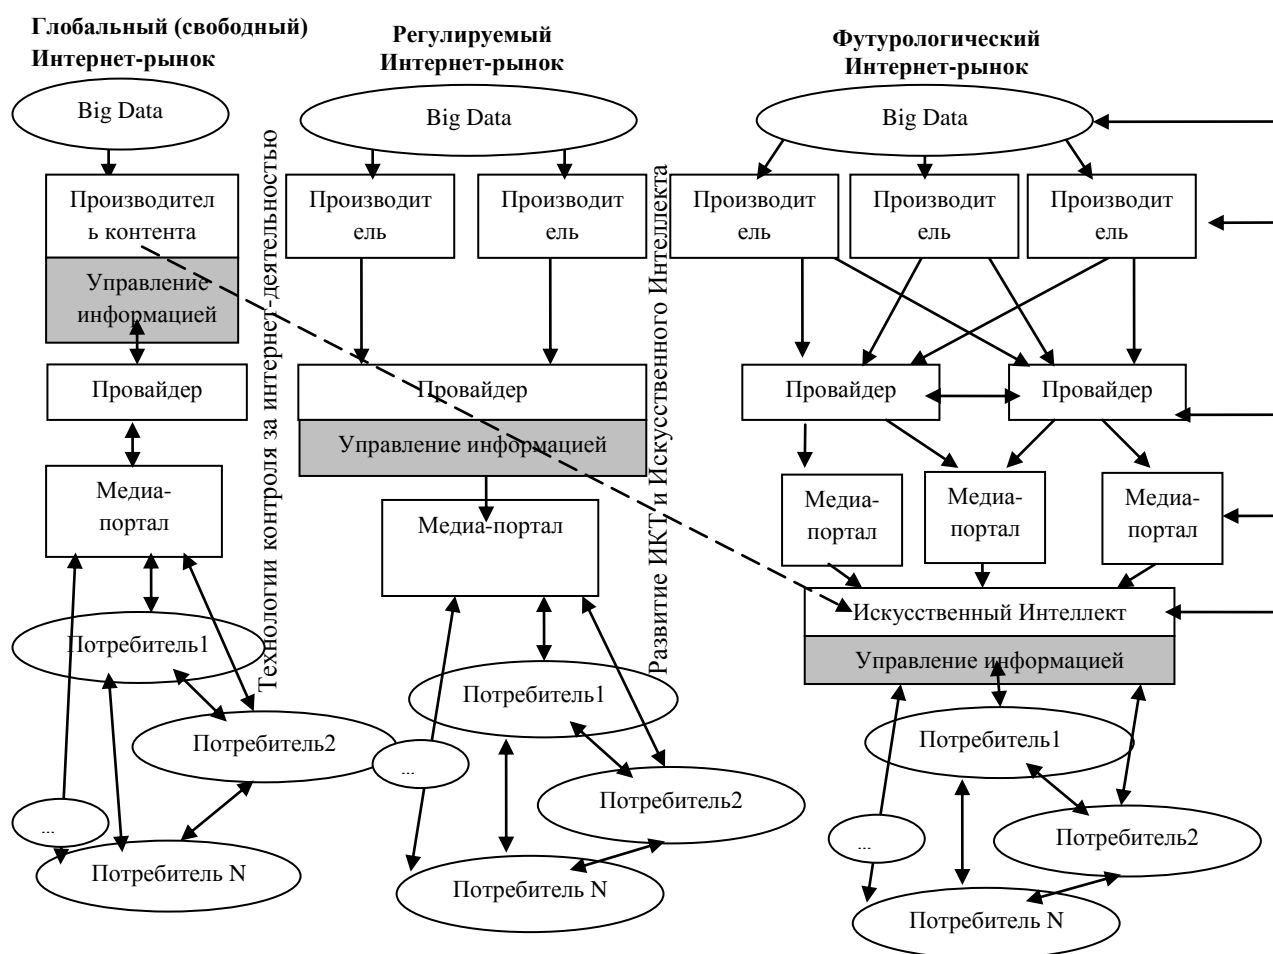 Глобальный (свободный)
Интернет-рынок
Big Data
Производител
ь контента
Управление
информацией
Провайдер
Медиа-
портал
Потребитель1
Потребитель2
...
Потребитель N
Технологии контроля за интернет-деятельностью
Регулируемый
Интернет-рынок
Big Data
Производит
ель
Производит
ель
Провайдер
Управление информацией
Медиа-портал
Потребитель1
...
Потребитель2
Потребитель N
Развитие ИКТ и Искусственного Интеллекта
Футурологический
Интернет-рынок
Big Data
Производит
ель
Производит
ель
Производит
ель
Провайдер
Провайдер
Медиа-
портал
Медиа-
портал
Медиа-
портал
Искусственный Интеллект
Управление информацией
Потребитель1
...
Потребитель2
Потребитель N